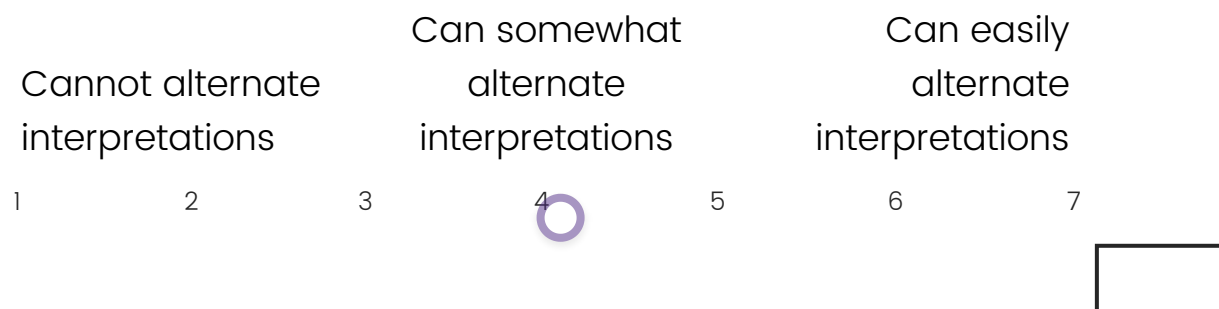 Cannot alternate
interpretations
Can somewhat
alternate
interpretations
Can easily
alternate
interpretations
1 2 3 4 5 6 7